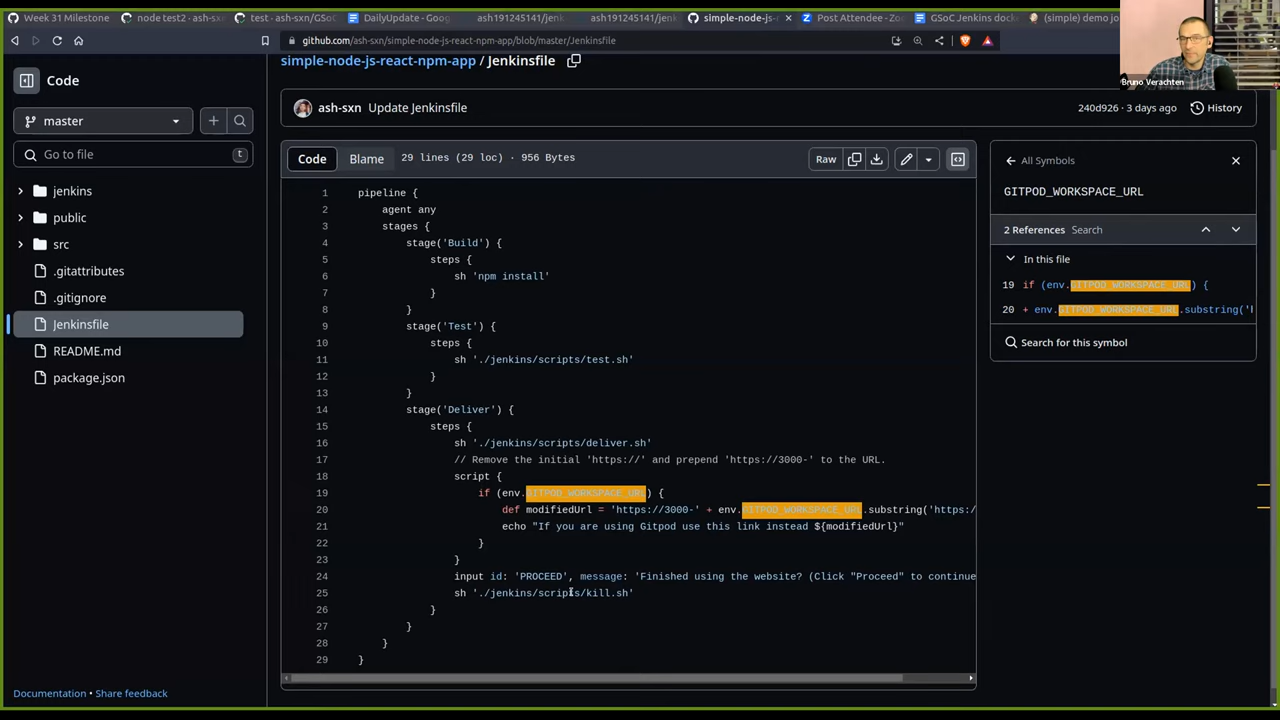 Week 31 Milestone
node test2 · ash-sx
test · ash-sxn/GSoC
DailyUpdate - Goog
ash191245141/jenk
ash191245141/jenk
simple-node-js-r
Post Attendee - Zo
GSoC Jenkins dock
(simple) demo jo
github.com/ash-sxn/simple-node-js-react-npm-app/blob/master/Jenkinsfile
Bruno Verachten
Code
simple-node-js-react-npm-app / Jenkinsfile
master
ash-sxn Update Jenkinsfile
240d926 · 3 days ago
History
Go to file
t
Code
Blame
29 lines (29 loc) · 956 Bytes
Raw
All Symbols
jenkins
public
src
.gitattributes
.gitignore
Jenkinsfile
README.md
package.json
GITPOD_WORKSPACE_URL
2 References Search
In this file
19 if (env.GITPOD_WORKSPACE_URL) {
20 + env.GITPOD_WORKSPACE_URL.substring('h
Search for this symbol
1 pipeline {
2 agent any
3 stages {
4 stage('Build') {
5 steps {
6 sh 'npm install'
7 }
8 }
9 stage('Test') {
10 steps {
11 sh './jenkins/scripts/test.sh'
12 }
13 }
14 stage('Deliver') {
15 steps {
16 sh './jenkins/scripts/deliver.sh'
17 // Remove the initial 'https://' and prepend 'https://3000-' to the URL.
18 script {
19 if (env.GITPOD_WORKSPACE_URL) {
20 def modifiedUrl = 'https://3000-' + env.GITPOD_WORKSPACE_URL.substring('https:/
21 echo "If you are using Gitpod use this link instead ${modifiedUrl}"
22 }
23 }
24 input id: 'PROCEED', message: 'Finished using the website? (Click "Proceed" to continue
25 sh './jenkins/scripts/kill.sh'
26 }
27 }
28 }
29 }
Documentation • Share feedback